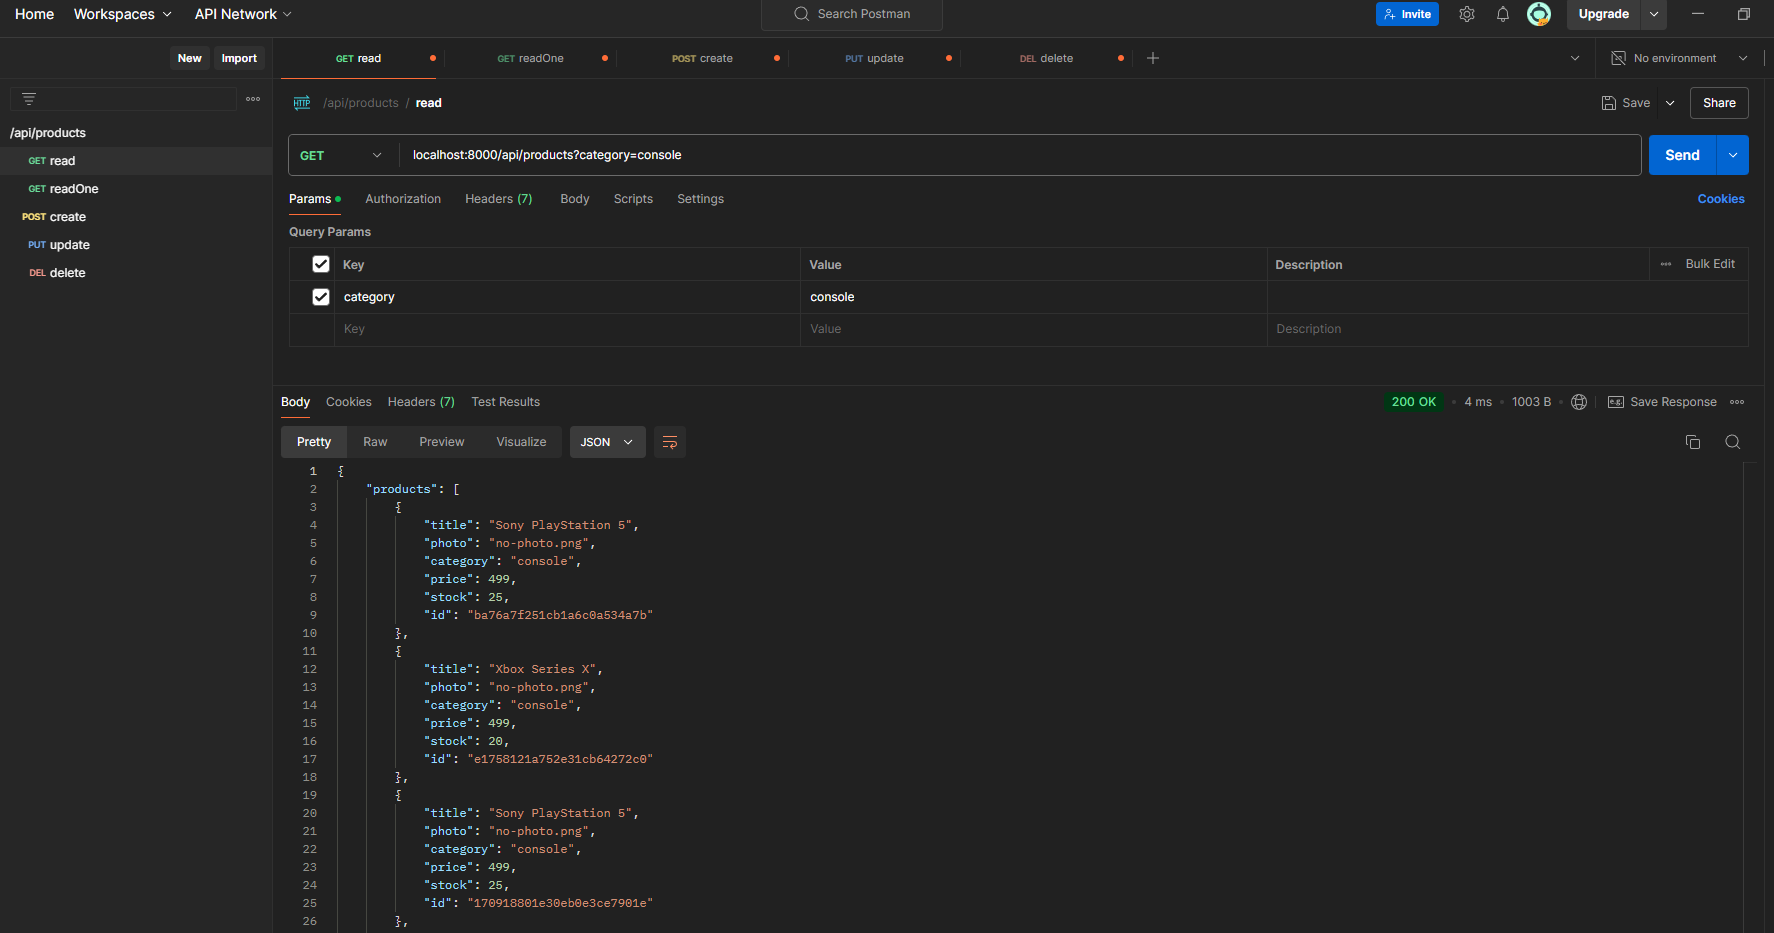 Home Workspaces API Network Search Postman Invite Upgrade
New Import GET read GET readOne POST create PUT update DEL delete No environment
/api/products / read Save Share
/api/products
GET read
GET readOne
POST create
PUT update
DEL delete
GET localhost:8000/api/products?category=console Send
Params Authorization Headers (7) Body Scripts Settings Cookies
Query Params
Key Value Description Bulk Edit
category console
Key Value Description
Body Cookies Headers (7) Test Results 200 OK 4 ms 1003 B e.g. Save Response
Pretty Raw Preview Visualize JSON
1 {
2 "products": [
3 {
4 "title": "Sony PlayStation 5",
5 "photo": "no-photo.png",
6 "category": "console",
7 "price": 499,
8 "stock": 25,
9 "id": "ba76a7f251cb1a6c0a534a7b"
10 },
11 {
12 "title": "Xbox Series X",
13 "photo": "no-photo.png",
14 "category": "console",
15 "price": 499,
16 "stock": 20,
17 "id": "e1758121a752e31cb64272c0"
18 },
19 {
20 "title": "Sony PlayStation 5",
21 "photo": "no-photo.png",
22 "category": "console",
23 "price": 499,
24 "stock": 25,
25 "id": "170918801e30eb0e3ce7901e"
26 },